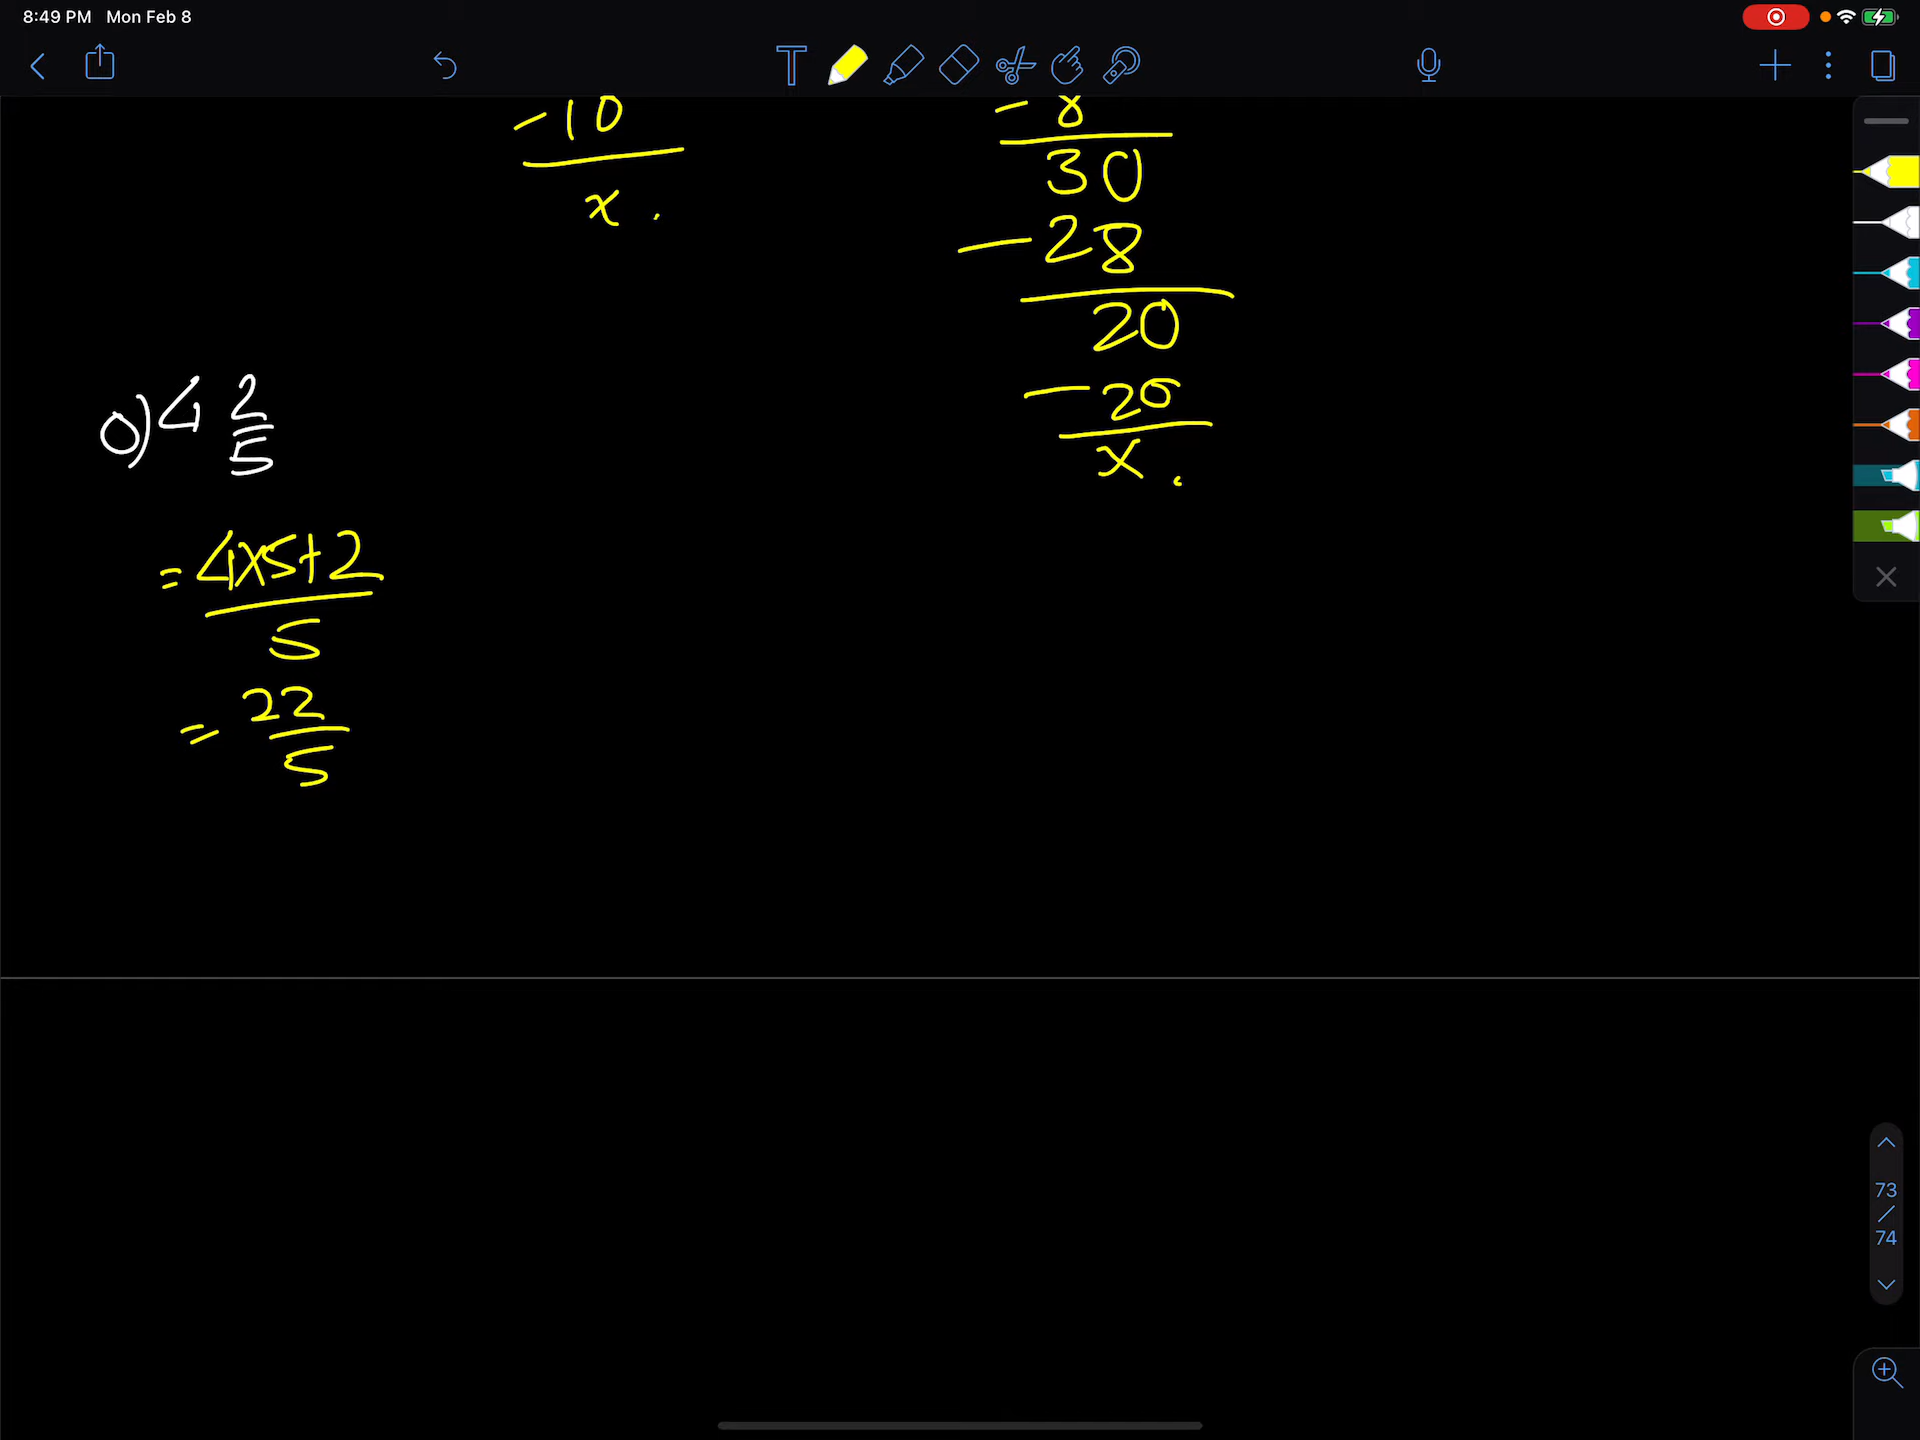 8:49 PM Mon Feb 8
T
-10
x .
- 8
30
- 28
20
- 20
x .
o) 4 2/5
= 4x5+2
5
= 22
5
73
/
74